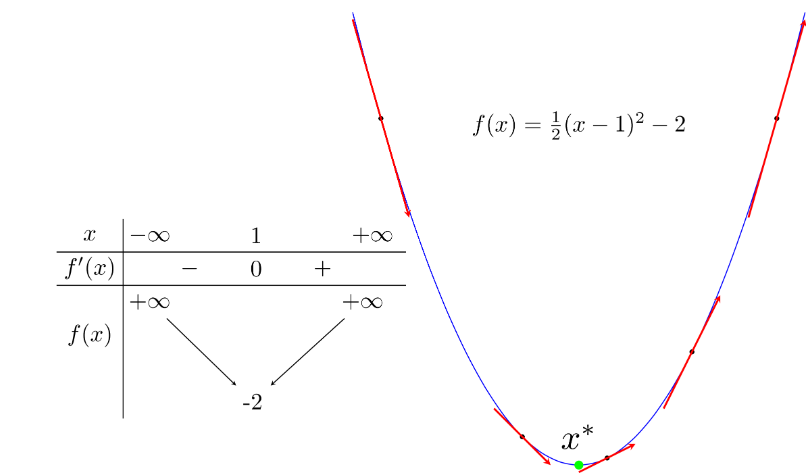 f(x) = 1/2(x − 1)² − 2
x −∞ 1 +∞
f′(x) − 0 +
+∞ +∞
f(x)
-2
x*